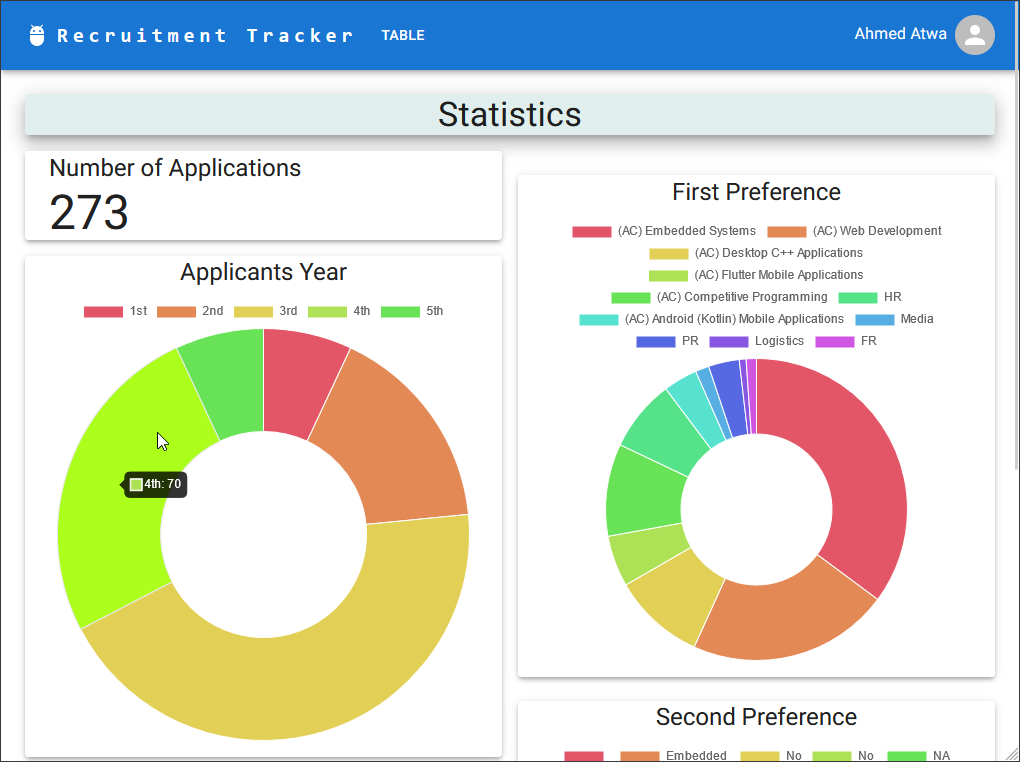 Recruitment Tracker TABLE Ahmed Atwa
Statistics
Number of Applications
273
Applicants Year
1st 2nd 3rd 4th 5th
4th: 70
First Preference
(AC) Embedded Systems (AC) Web Development
(AC) Desktop C++ Applications
(AC) Flutter Mobile Applications
(AC) Competitive Programming HR
(AC) Android (Kotlin) Mobile Applications Media
PR Logistics FR
Second Preference
Embedded No No NA